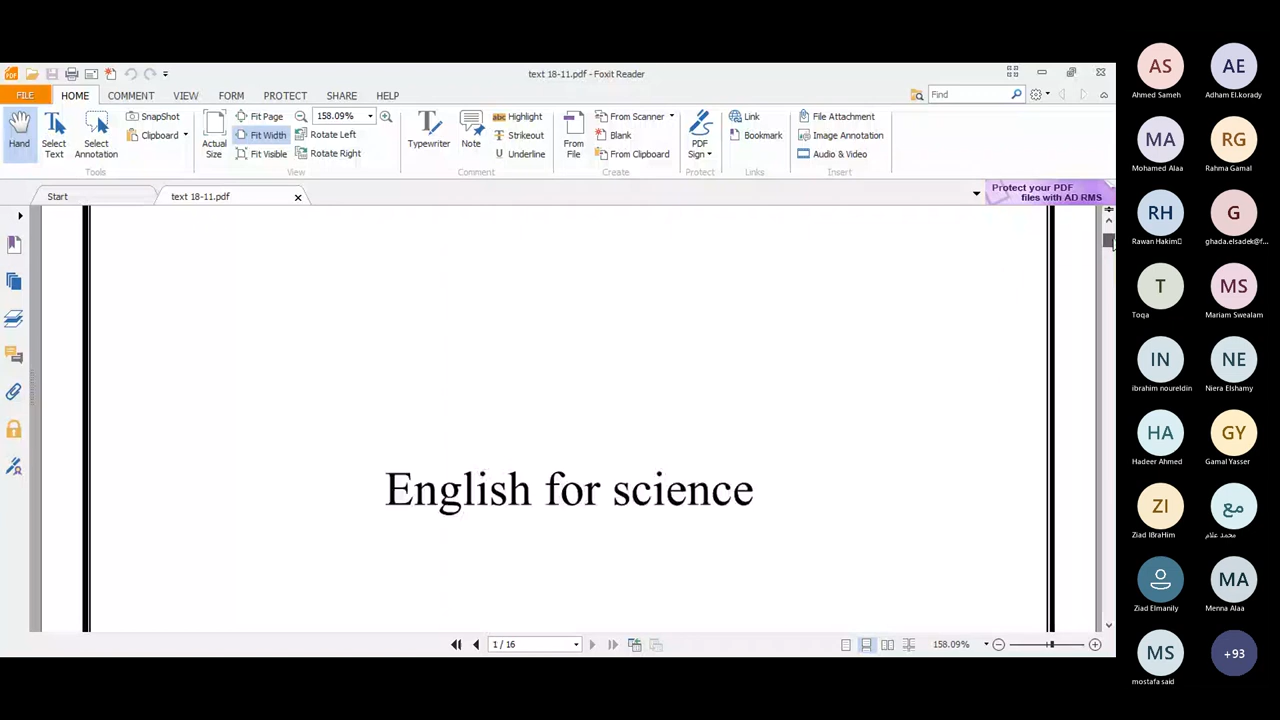 text 18-11.pdf - Foxit Reader
FILE HOME COMMENT VIEW FORM PROTECT SHARE HELP
Find
Hand
Select Text
Select Annotation
SnapShot
Clipboard
Tools
Actual Size
Fit Page
Fit Width
Fit Visible
158.09%
Rotate Left
Rotate Right
View
Typewriter
Note
Highlight
Strikeout
Underline
Comment
From File
From Scanner
Blank
From Clipboard
Create
PDF Sign
Protect
Link
Bookmark
Links
File Attachment
Image Annotation
Audio & Video
Insert
Start
text 18-11.pdf
Protect your PDF
files with AD RMS
English for science
1 / 16
158.09%
AS
Ahmed Sameh
AE
Adham El.korady
MA
Mohamed Alaa
RG
Rahma Gamal
RH
Rawan Hakim
G
ghada.elsadek@f...
T
Toqa
MS
Mariam Swealam
IN
ibrahim noureldin
NE
Niera Elshamy
HA
Hadeer Ahmed
GY
Gamal Yasser
ZI
Ziad IBraHim
مع
محمد علام
Ziad Elmanily
MA
Menna Alaa
MS
mostafa said
+93